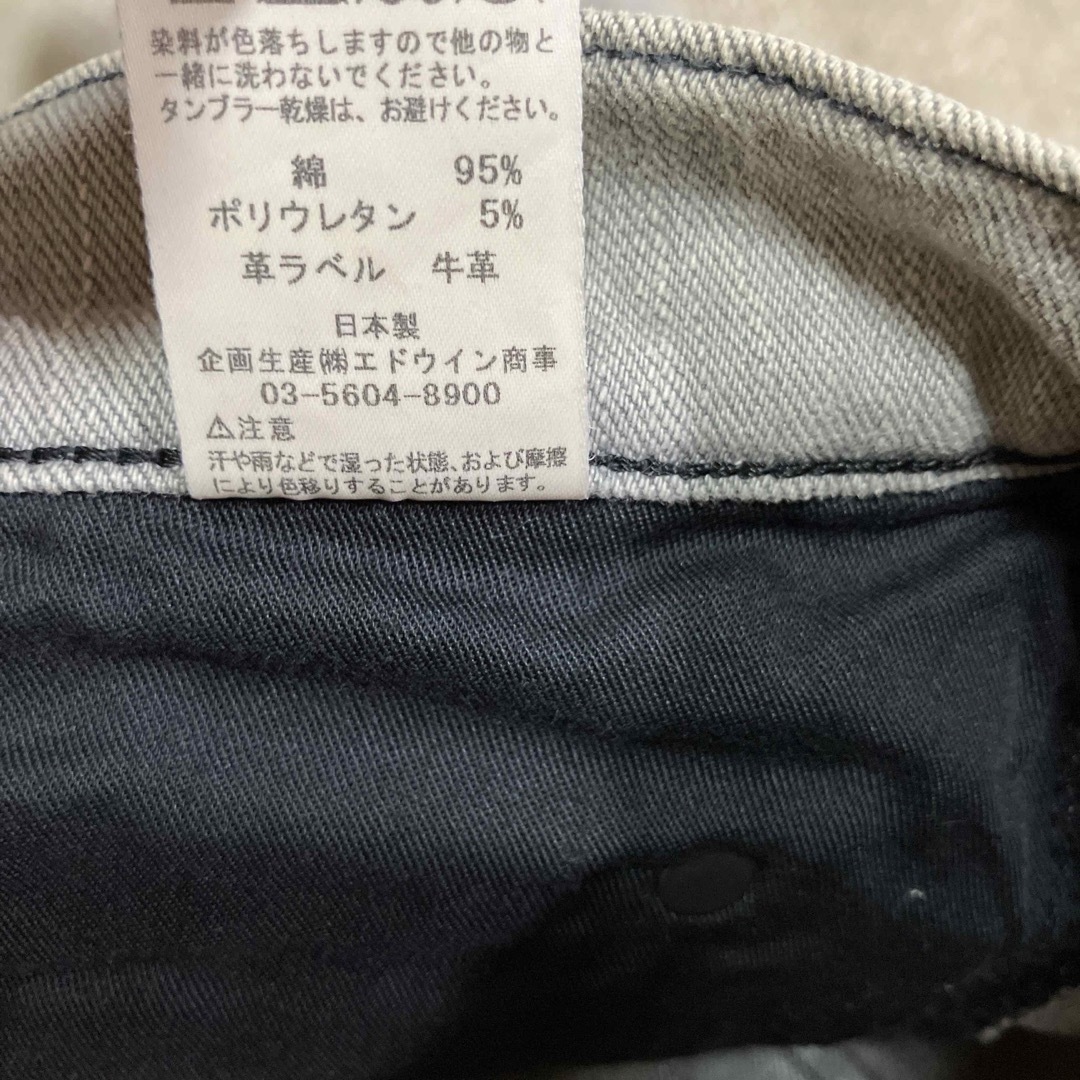 染料が色落ちしますので他の物と
一緒に洗わないでください。
タンブラー乾燥は、お避けください。
綿 95%
ポリウレタン 5%
革ラベル 牛革
日本製
企画生産㈱エドウイン商事
03-5604-8900
⚠注意
汗や雨などで湿った状態、および摩擦
により色移りすることがあります。